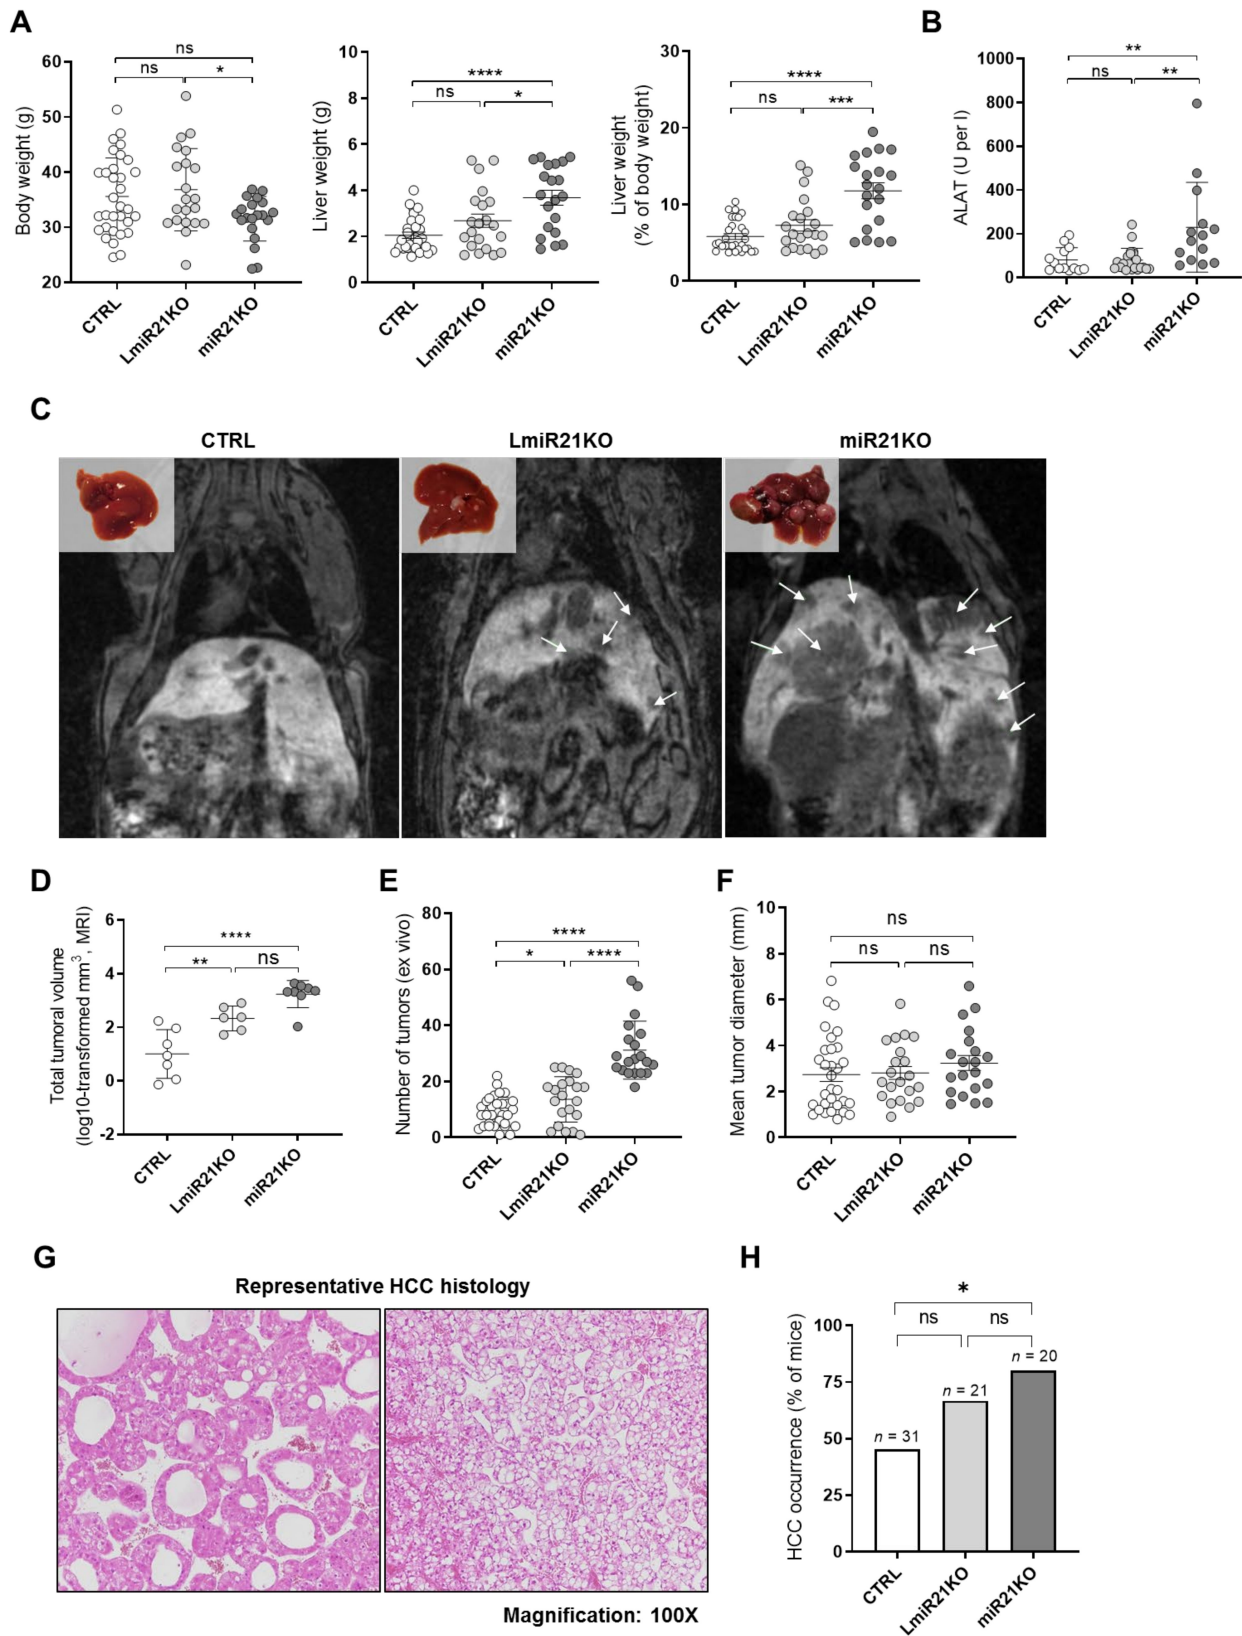 A
B
ns
ns
*
Body weight (g)
60
50
40
30
20
CTRL
LmiR21KO
miR21KO
****
ns
*
Liver weight (g)
10
8
6
4
2
0
CTRL
LmiR21KO
miR21KO
****
ns
***
Liver weight
(% of body weight)
30
20
10
0
CTRL
LmiR21KO
miR21KO
**
ns
**
ALAT (U per l)
1000
800
600
400
200
0
CTRL
LmiR21KO
miR21KO
C
CTRL
LmiR21KO
miR21KO
D
E
F
Total tumoral volume
(log10-transformed mm³, MRI)
6
4
2
0
-2
****
**
ns
CTRL
LmiR21KO
miR21KO
Number of tumors (ex vivo)
80
60
40
20
0
****
*
****
CTRL
LmiR21KO
miR21KO
Mean tumor diameter (mm)
10
8
6
4
2
0
ns
ns
ns
CTRL
LmiR21KO
miR21KO
G
Representative HCC histology
Magnification: 100X
H
HCC occurrence (% of mice)
100
75
50
25
0
*
ns
ns
n = 31
n = 21
n = 20
CTRL
LmiR21KO
miR21KO